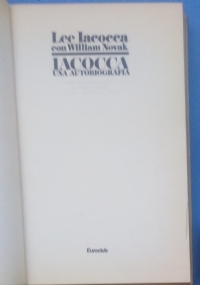 Lee Iacocca
con William Novak
IACOCCA
UNA AUTOBIOGRAFIA
Euroclub